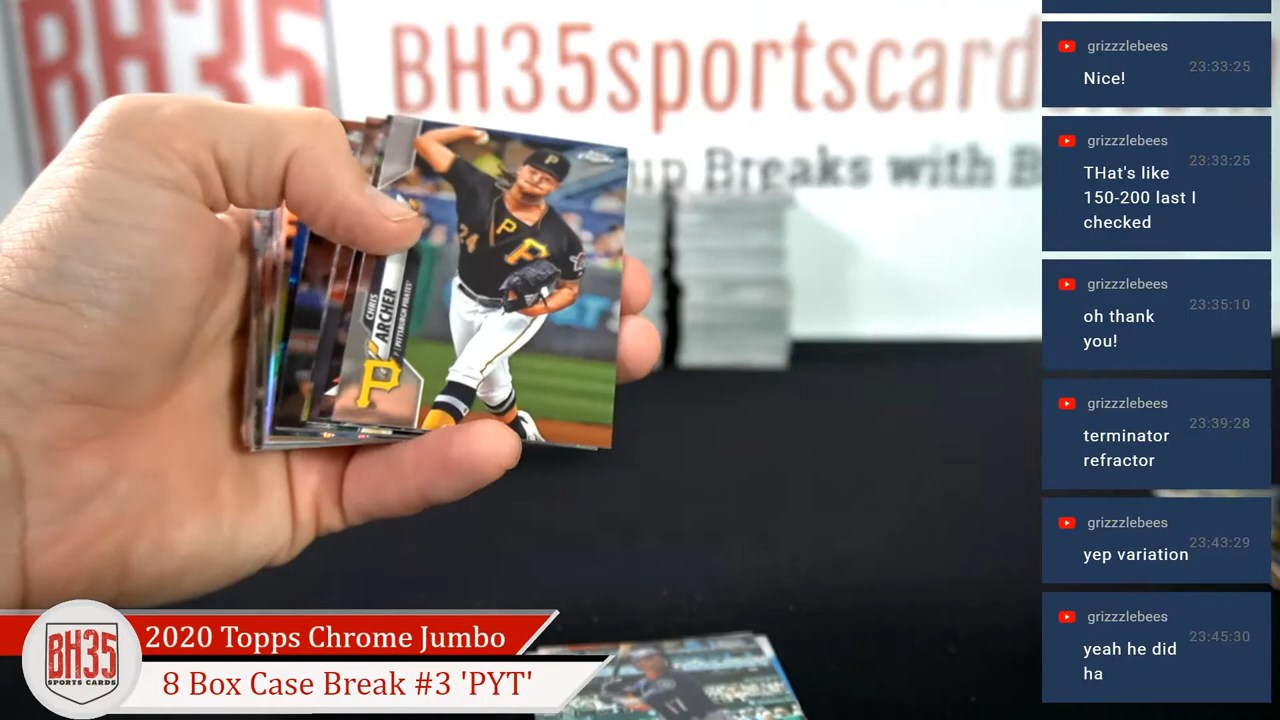 BH35
BH35sportscards
up Breaks with B
P
P
24
CHRIS
ARCHER
P | PITTSBURGH PIRATES
P
grizzzlebees
23:33:25
Nice!
grizzzlebees
23:33:25
THat's like
150-200 last I
checked
grizzzlebees
23:35:10
oh thank
you!
grizzzlebees
23:39:28
terminator
refractor
grizzzlebees
23:43:29
yep variation
grizzzlebees
23:45:30
yeah he did
ha
BH35
SPORTS CARDS
2020 Topps Chrome Jumbo
8 Box Case Break #3 'PYT'